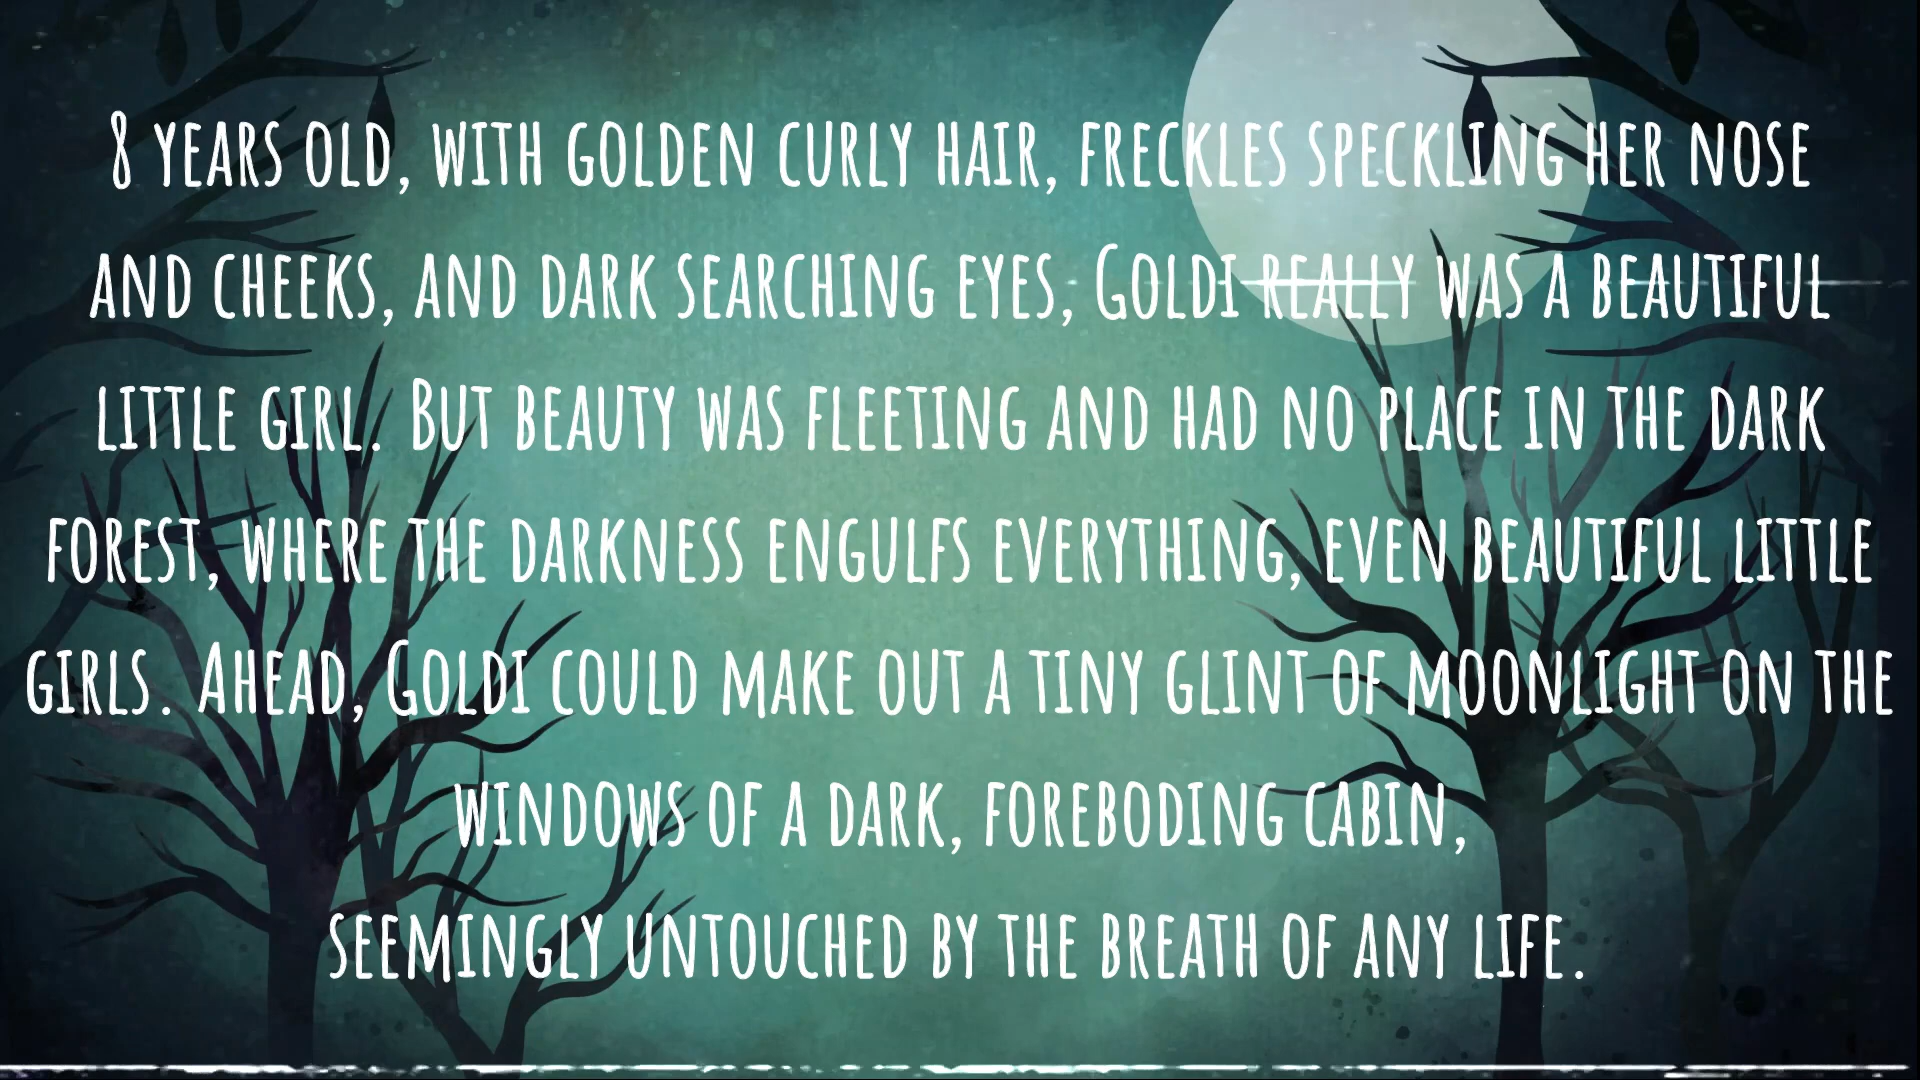 8 years old, with golden curly hair, freckles speckling her nose
and cheeks, and dark searching eyes, Goldi really was a beautiful
little girl. But beauty was fleeting and had no place in the dark
forest, where the darkness engulfs everything, even beautiful little
girls. Ahead, Goldi could make out a tiny glint of moonlight on the
windows of a dark, foreboding cabin,
seemingly untouched by the breath of any life.